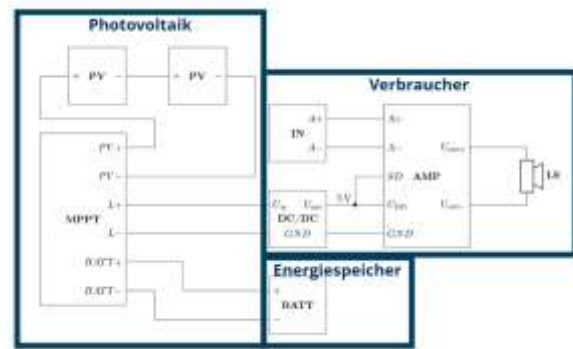 Photovoltaik
+ PV − + PV −
PV+
PV−
MPPT
L+
L−
BATT+
BATT−
Verbraucher
IN
A+
A−
DC/DC
GND
5V
A+
A−
SD
AMP
GND
Energiespeicher
+
BATT
−